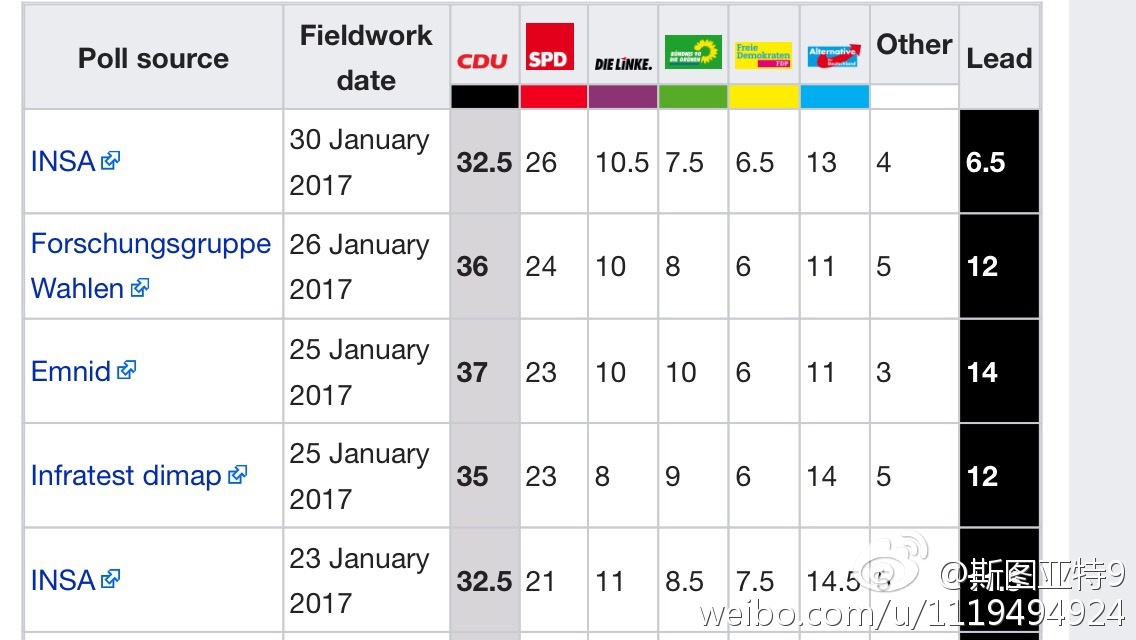 Poll source
Fieldwork
date
CDU
SPD
DIE LINKE.
BÜNDNIS 90
DIE GRÜNEN
Freie
Demokraten
FDP
Alternative
für
Deutschland
Other
Lead
INSA
30 January
2017
32.5 26 10.5 7.5 6.5 13 4 6.5
Forschungsgruppe
Wahlen
26 January
2017
36 24 10 8 6 11 5 12
Emnid
25 January
2017
37 23 10 10 6 11 3 14
Infratest dimap
25 January
2017
35 23 8 9 6 14 5 12
INSA
23 January
2017
32.5 21 11 8.5 7.5 14.5 5
@斯图亚特9
weibo.com/u/1119494924